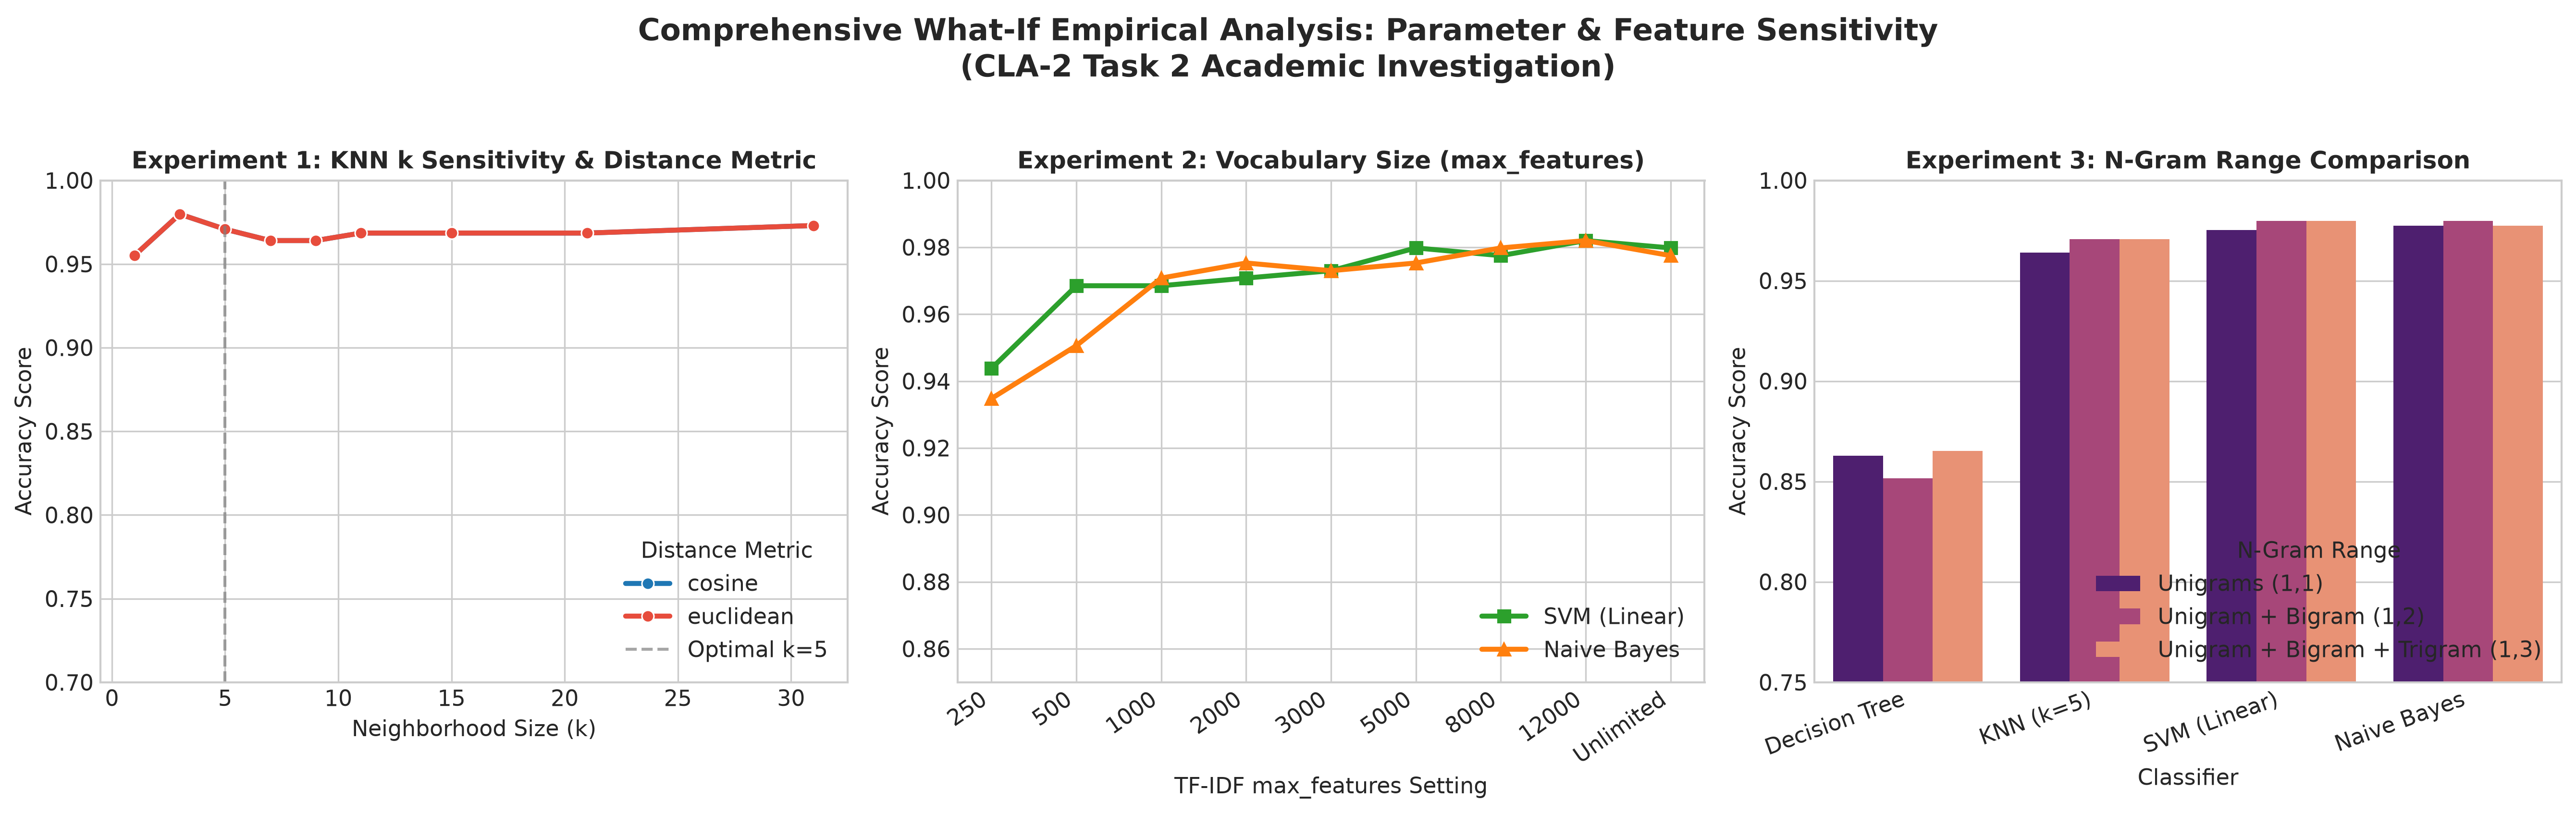 Comprehensive What-If Empirical Analysis: Parameter & Feature Sensitivity
(CLA-2 Task 2 Academic Investigation)
Experiment 1: KNN k Sensitivity & Distance Metric
Accuracy Score
1.00
0.95
0.90
0.85
0.80
0.75
0.70
Distance Metric
cosine
euclidean
Optimal k=5
0 5 10 15 20 25 30
Neighborhood Size (k)
Experiment 2: Vocabulary Size (max_features)
Accuracy Score
1.00
0.98
0.96
0.94
0.92
0.90
0.88
0.86
SVM (Linear)
Naive Bayes
250 500 1000 2000 3000 5000 8000 12000 Unlimited
TF-IDF max_features Setting
Experiment 3: N-Gram Range Comparison
Accuracy Score
1.00
0.95
0.90
0.85
0.80
0.75
N-Gram Range
Unigrams (1,1)
Unigram + Bigram (1,2)
Unigram + Bigram + Trigram (1,3)
Decision Tree KNN (k=5) SVM (Linear) Naive Bayes
Classifier